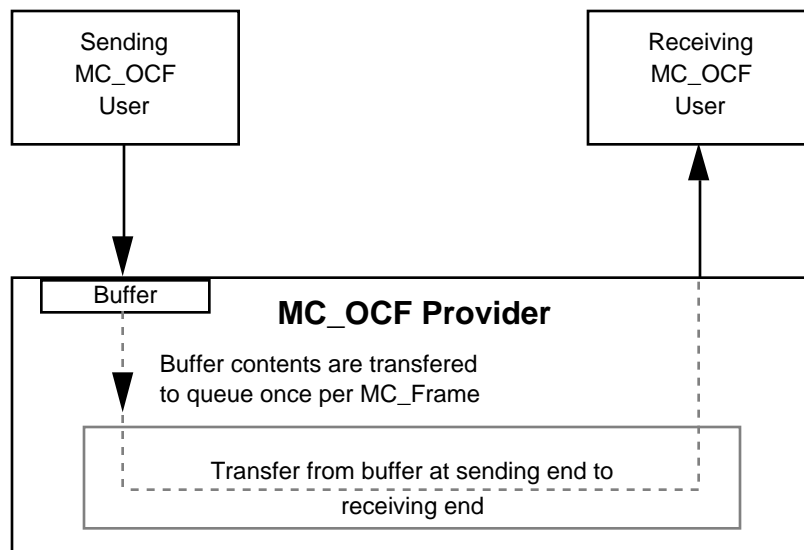 Sending
MC_OCF
User
Receiving
MC_OCF
User
Buffer
MC_OCF Provider
Buffer contents are transfered
to queue once per MC_Frame
Transfer from buffer at sending end to
receiving end